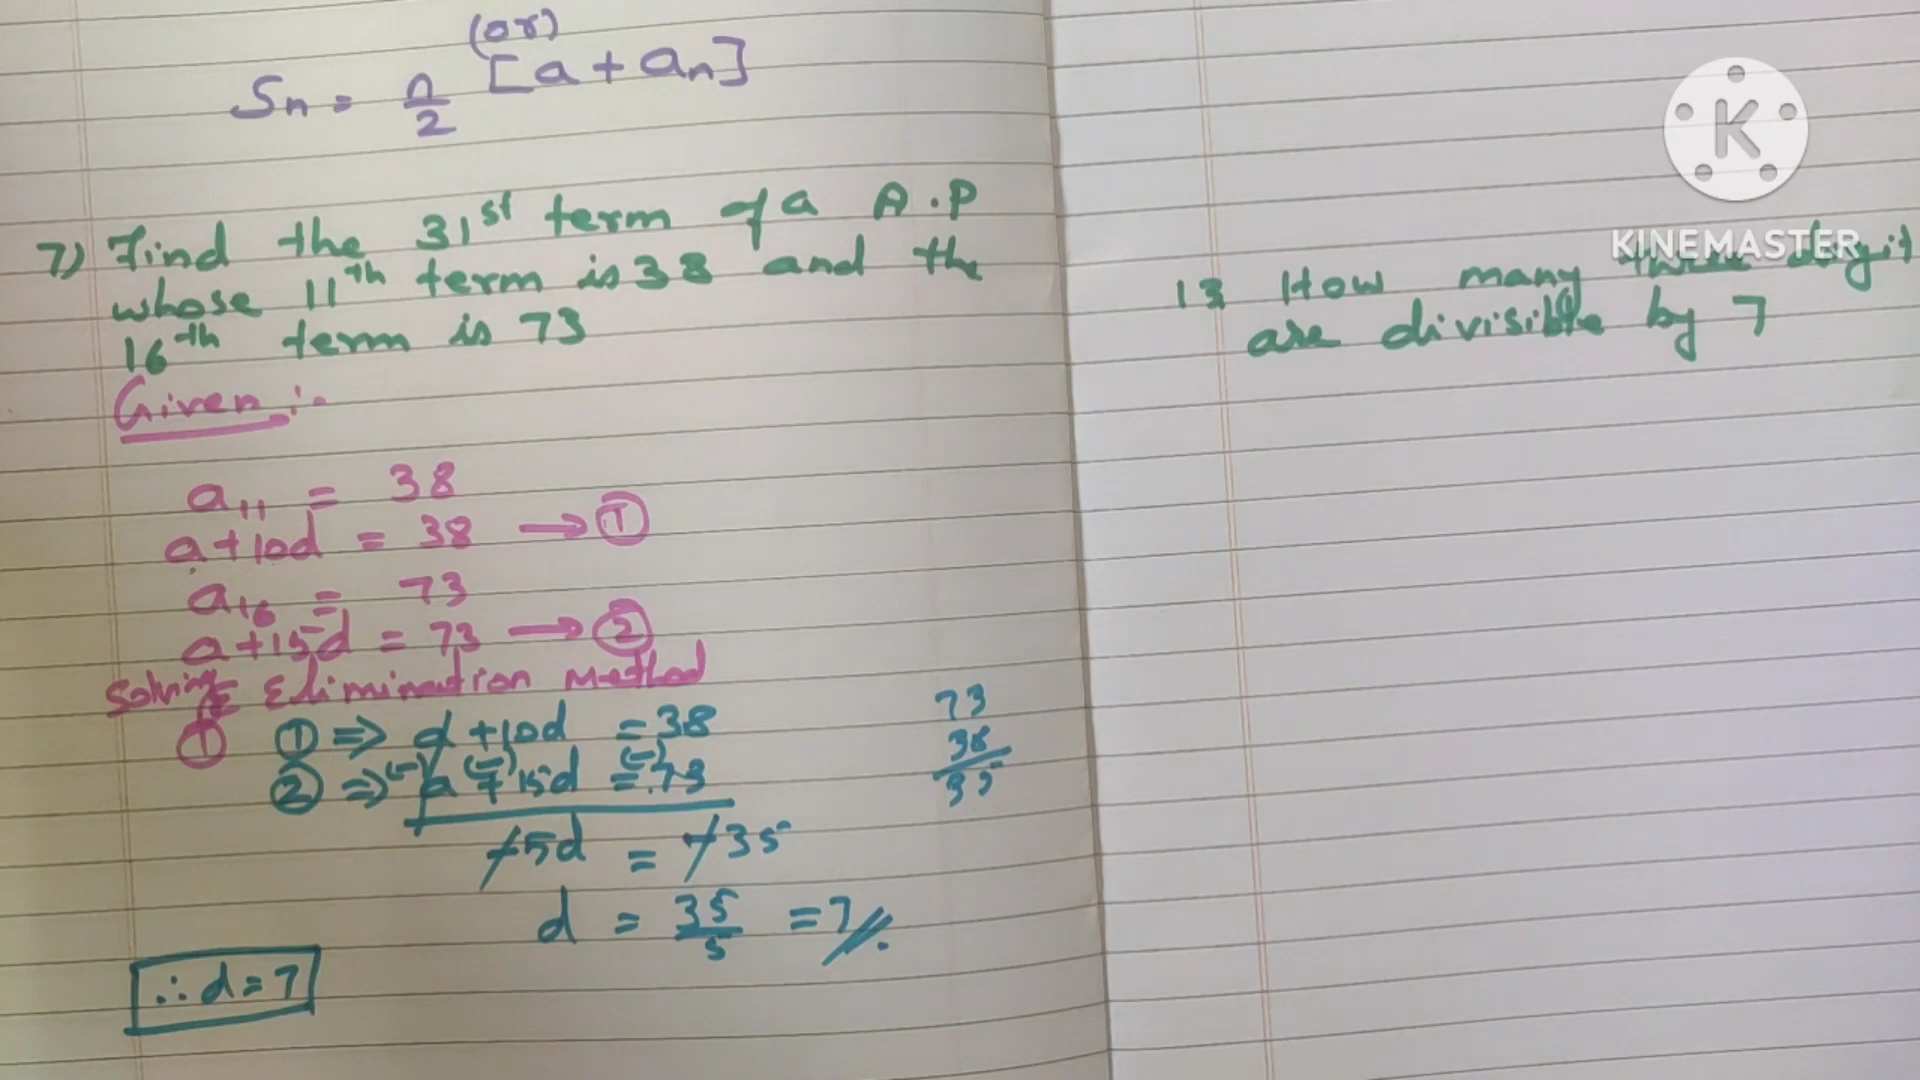 (or)
Sn = n/2 [a + an]
7) Find the 31st term of a A.P
whose 11th term is 38 and the
16th term is 73
Given :-
a11 = 38
a+10d = 38 → ①
a16 = 73
a+15d = 73 → ②
Solving Elimination Method
①
① ⇒ a +10d = 38
② ⇒ (-) a (-) + 15d (-) = 73
-5d = -35
d = 35/5 = 7//.
∴ d = 7
73
38
35
K
KINEMASTER
13 How many three digit
are divisible by 7